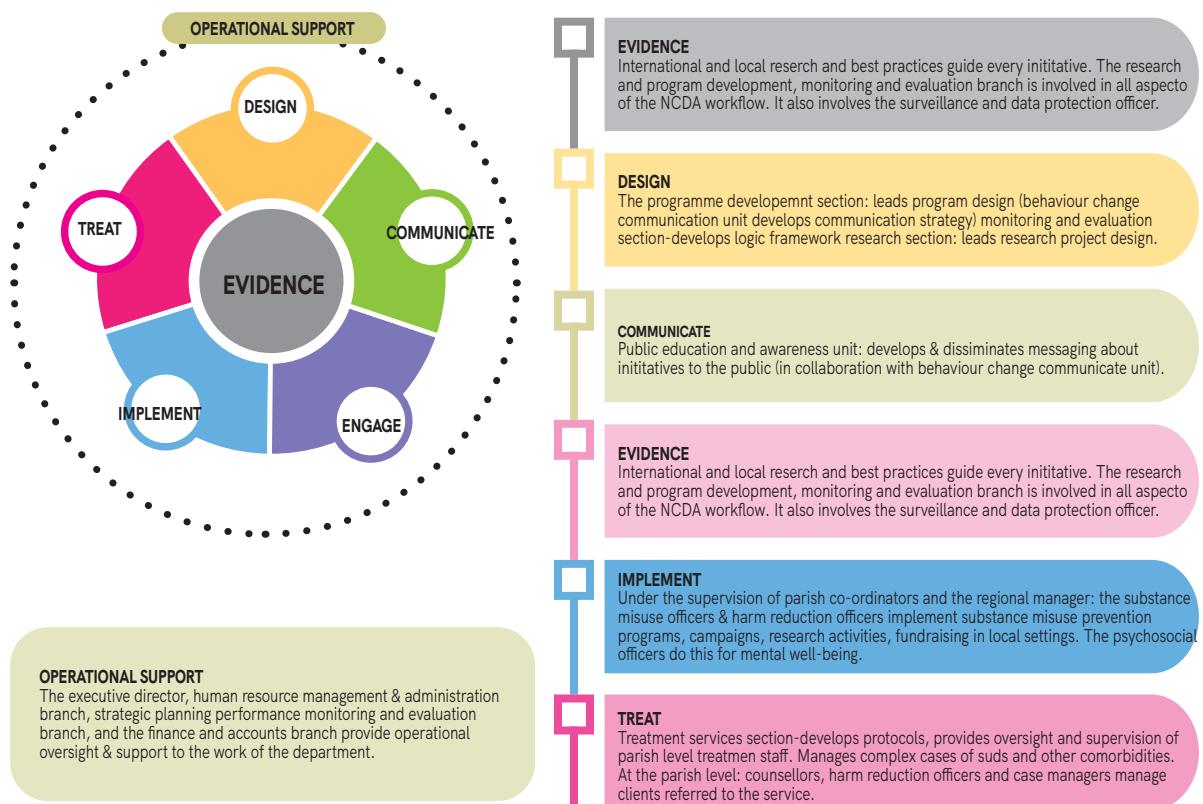 OPERATIONAL SUPPORT
DESIGN
TREAT
COMMUNICATE
EVIDENCE
IMPLEMENT
ENGAGE
OPERATIONAL SUPPORT
The executive director, human resource management & administration
branch, strategic planning performance monitoring and evaluation
branch, and the finance and accounts branch provide operational
oversight & support to the work of the department.
EVIDENCE
International and local reserch and best practices guide every inititative. The research
and program development, monitoring and evaluation branch is involved in all aspecto
of the NCDA workflow. It also involves the surveillance and data protection officer.
DESIGN
The programme developemnt section: leads program design (behaviour change
communication unit develops communication strategy) monitoring and evaluation
section-develops logic framework research section: leads research project design.
COMMUNICATE
Public education and awareness unit: develops & dissiminates messaging about
inititatives to the public (in collaboration with behaviour change communicate unit).
EVIDENCE
International and local reserch and best practices guide every inititative. The research
and program development, monitoring and evaluation branch is involved in all aspecto
of the NCDA workflow. It also involves the surveillance and data protection officer.
IMPLEMENT
Under the supervision of parish co-ordinators and the regional manager: the substance
misuse officers & harm reduction officers implement substance misuse prevention
programs, campaigns, research activities, fundraising in local settings. The psychosocial
officers do this for mental well-being.
TREAT
Treatment services section-develops protocols, provides oversight and supervision of
parish level treatmen staff. Manages complex cases of suds and other comorbidities.
At the parish level: counsellors, harm reduction officers and case managers manage
clients referred to the service.